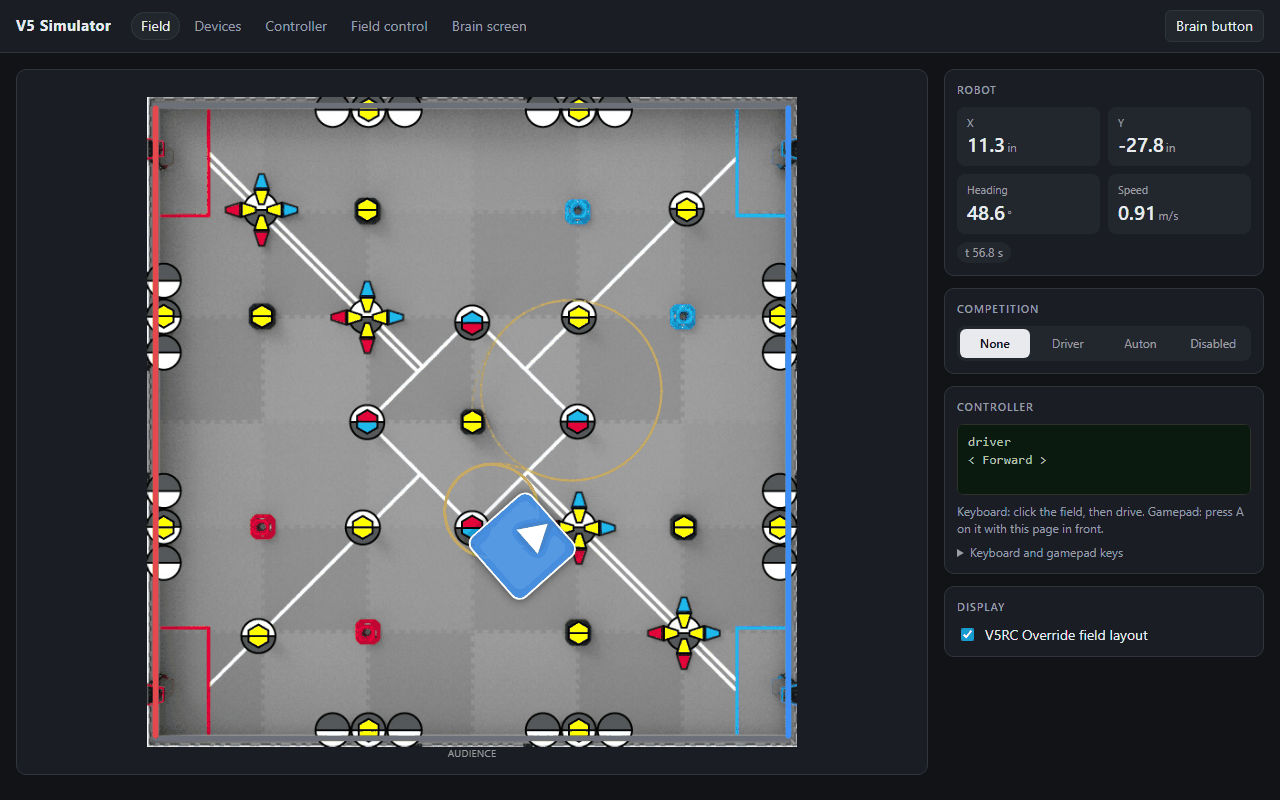 V5 Simulator
Field
Devices
Controller
Field control
Brain screen
Brain button
AUDIENCE
ROBOT
X
11.3 in
Y
-27.8 in
Heading
48.6 °
Speed
0.91 m/s
t 56.8 s
COMPETITION
None
Driver
Auton
Disabled
CONTROLLER
driver
< Forward >
Keyboard: click the field, then drive. Gamepad: press A
on it with this page in front.
Keyboard and gamepad keys
DISPLAY
V5RC Override field layout